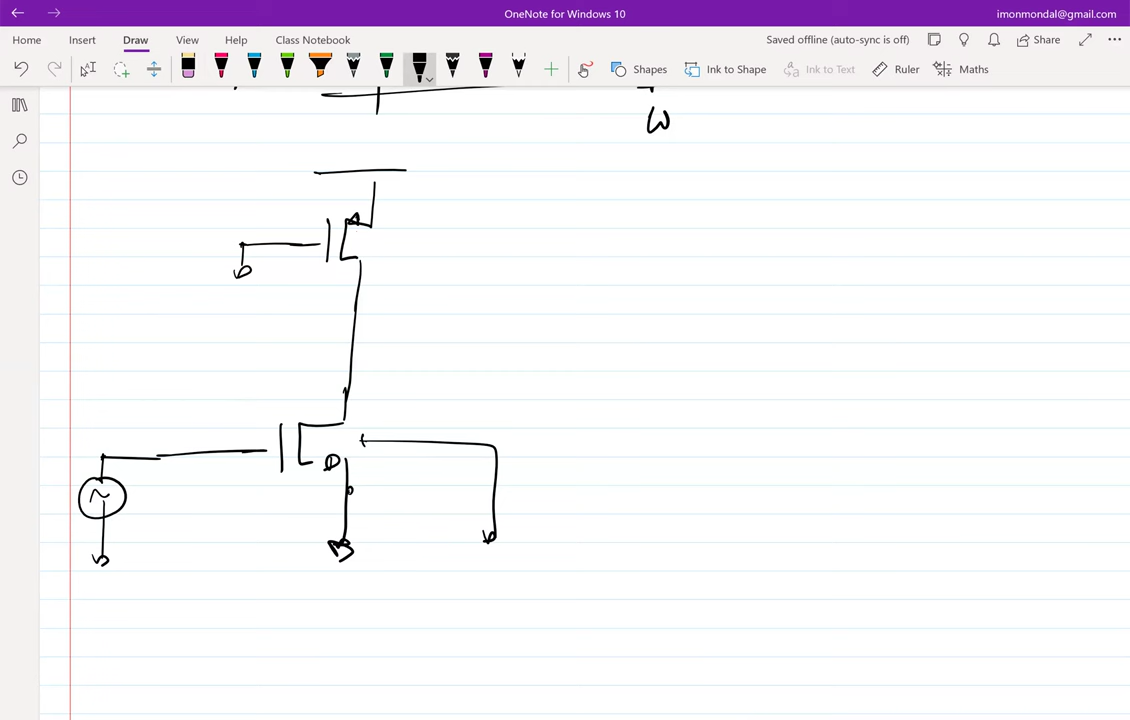 OneNote for Windows 10
imonmondal@gmail.com
Home Insert Draw View Help Class Notebook
Saved offline (auto-sync is off) Share
Shapes Ink to Shape Ink to Text Ruler Maths
ω